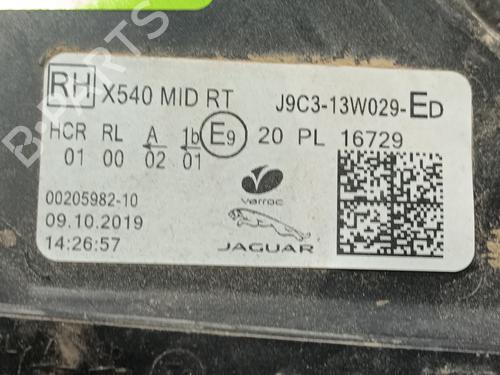 B-PARTS
RH X540 MID RT J9C3-13W029-ED
HCR RL A 1b E9 20 PL 16729
01 00 02 01
00205982-10
09.10.2019
14:26:57
Varroc
JAGUAR